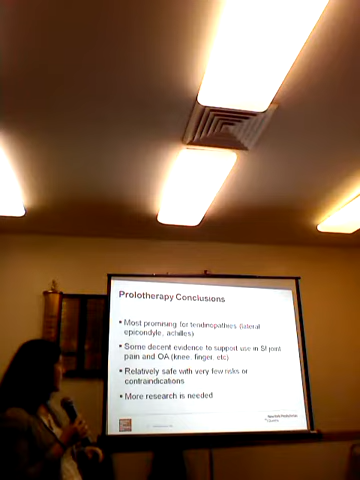 Prolotherapy Conclusions
• Most promining for tendinopathies (lateral
epicondyle, achilles)
• Some decent evidence to support use in SI joint
pain and OA (knee, finger, etc)
• Relatively safe with very few risks or
contraindications
• More research is needed